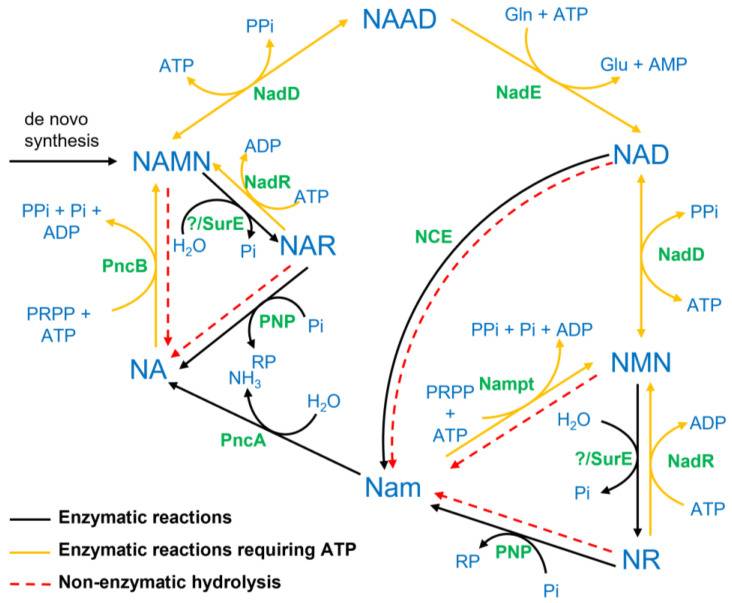 NAAD
PPi
Gln + ATP
ATP
Glu + AMP
NadD
NadE
de novo
synthesis
NAMN
ADP
NAD
NadR
ATP
PPi + Pi +
ADP
?/SurE
H₂O
Pi
NAR
NCE
PPi
NadD
PncB
ATP
PRPP +
ATP
PNP
Pi
RP
NH₃
NA
PPi + Pi + ADP
NMN
PRPP
+
ATP
Nampt
H₂O
H₂O
ADP
PncA
?/SurE
NadR
Nam
Pi
ATP
PNP
RP
Pi
NR
Enzymatic reactions
Enzymatic reactions requiring ATP
Non-enzymatic hydrolysis